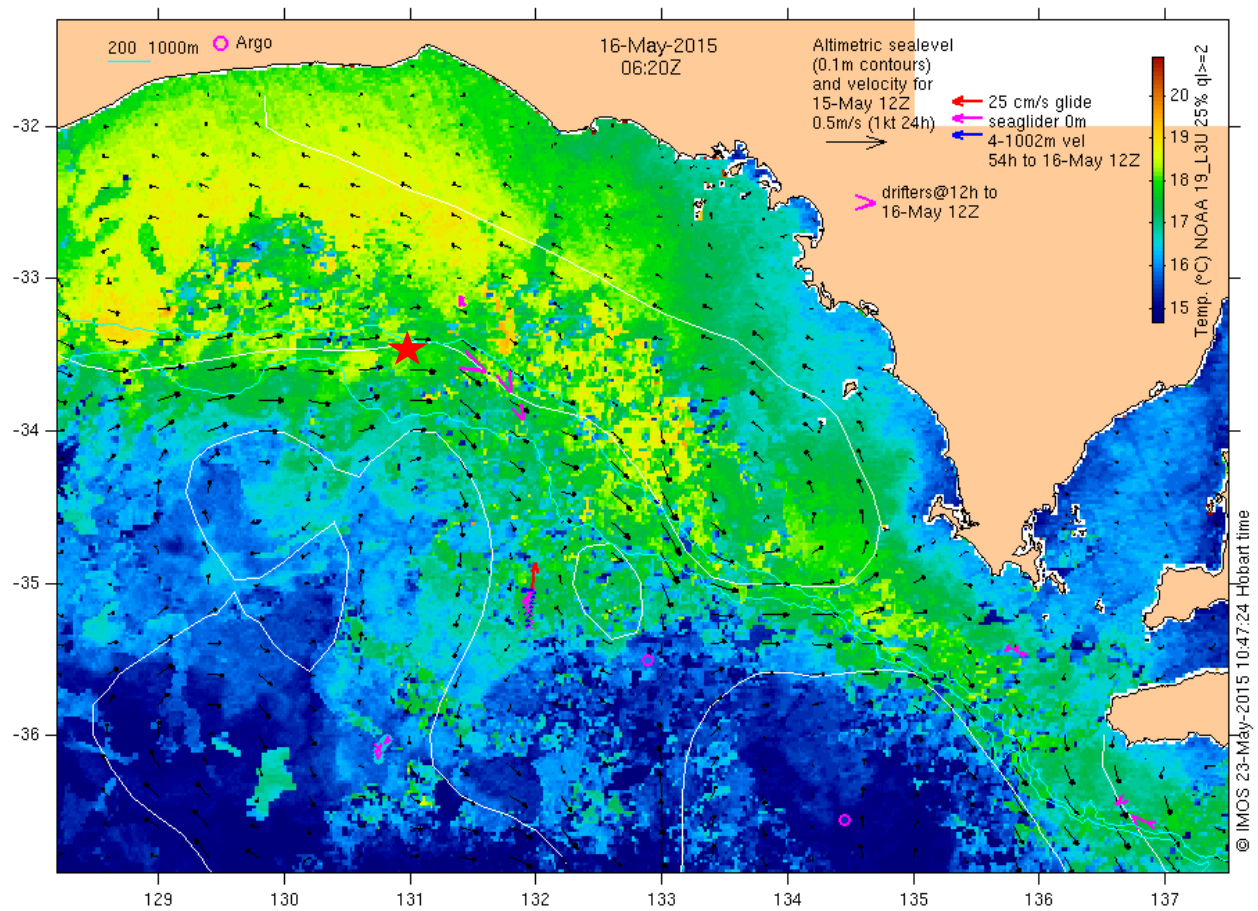 200 1000m
Argo
16-May-2015
06:20Z
Altimetric sealevel
(0.1m contours)
and velocity for
15-May 12Z
0.5m/s (1kt 24h)
25 cm/s glide
seaglider 0m
4-1002m vel
54h to 16-May 12Z
drifters@12h to
16-May 12Z
20
19
18
17
16
15
Temp. (°C) NOAA 19_L3U 25% ql>=2
-32
-33
-34
-35
-36
129
130
131
132
133
134
135
136
137
© IMOS 23-May-2015 10:47:24 Hobart time